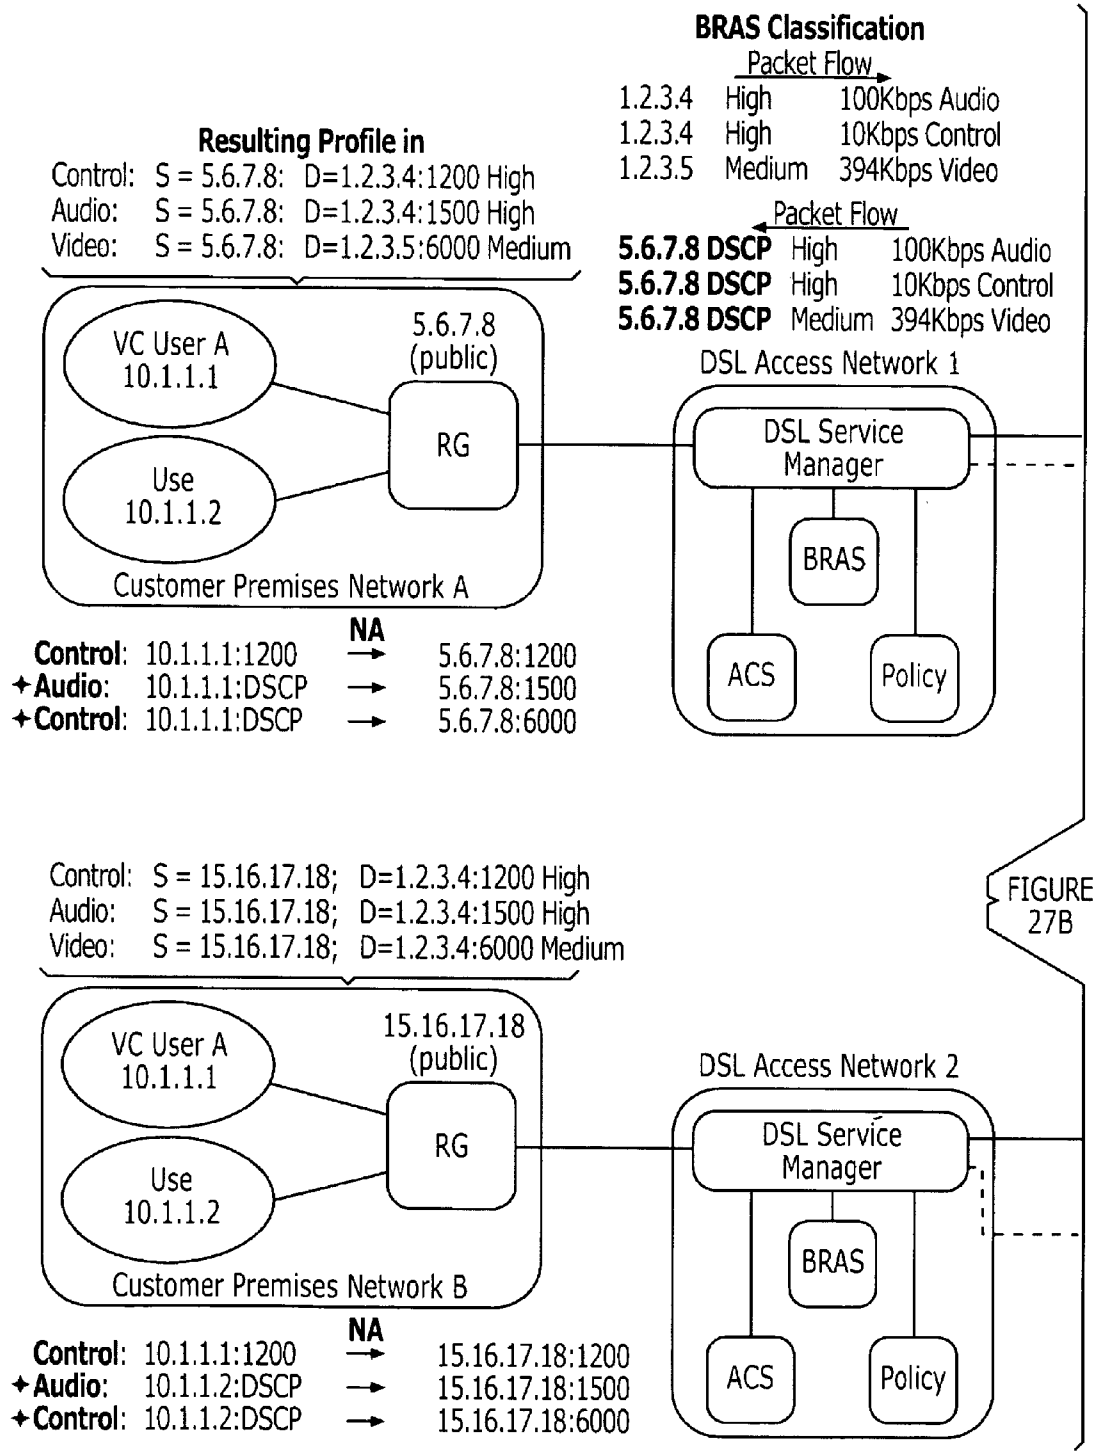 BRAS Classification
Packet Flow
1.2.3.4 High 100Kbps Audio
1.2.3.4 High 10Kbps Control
1.2.3.5 Medium 394Kbps Video
Packet Flow
5.6.7.8 DSCP High 100Kbps Audio
5.6.7.8 DSCP High 10Kbps Control
5.6.7.8 DSCP Medium 394Kbps Video
Resulting Profile in
Control: S = 5.6.7.8: D=1.2.3.4:1200 High
Audio: S = 5.6.7.8: D=1.2.3.4:1500 High
Video: S = 5.6.7.8: D=1.2.3.5:6000 Medium
VC User A
10.1.1.1
Use
10.1.1.2
5.6.7.8
(public)
RG
Customer Premises Network A
DSL Access Network 1
DSL Service
Manager
BRAS
ACS
Policy
NA
Control: 10.1.1.1:1200 → 5.6.7.8:1200
✦Audio: 10.1.1.1:DSCP → 5.6.7.8:1500
✦Control: 10.1.1.1:DSCP → 5.6.7.8:6000
FIGURE
27B
Control: S = 15.16.17.18; D=1.2.3.4:1200 High
Audio: S = 15.16.17.18; D=1.2.3.4:1500 High
Video: S = 15.16.17.18; D=1.2.3.4:6000 Medium
VC User A
10.1.1.1
Use
10.1.1.2
15.16.17.18
(public)
RG
Customer Premises Network B
DSL Access Network 2
DSL Service
Manager
BRAS
ACS
Policy
NA
Control: 10.1.1.1:1200 → 15.16.17.18:1200
✦Audio: 10.1.1.2:DSCP → 15.16.17.18:1500
✦Control: 10.1.1.2:DSCP → 15.16.17.18:6000